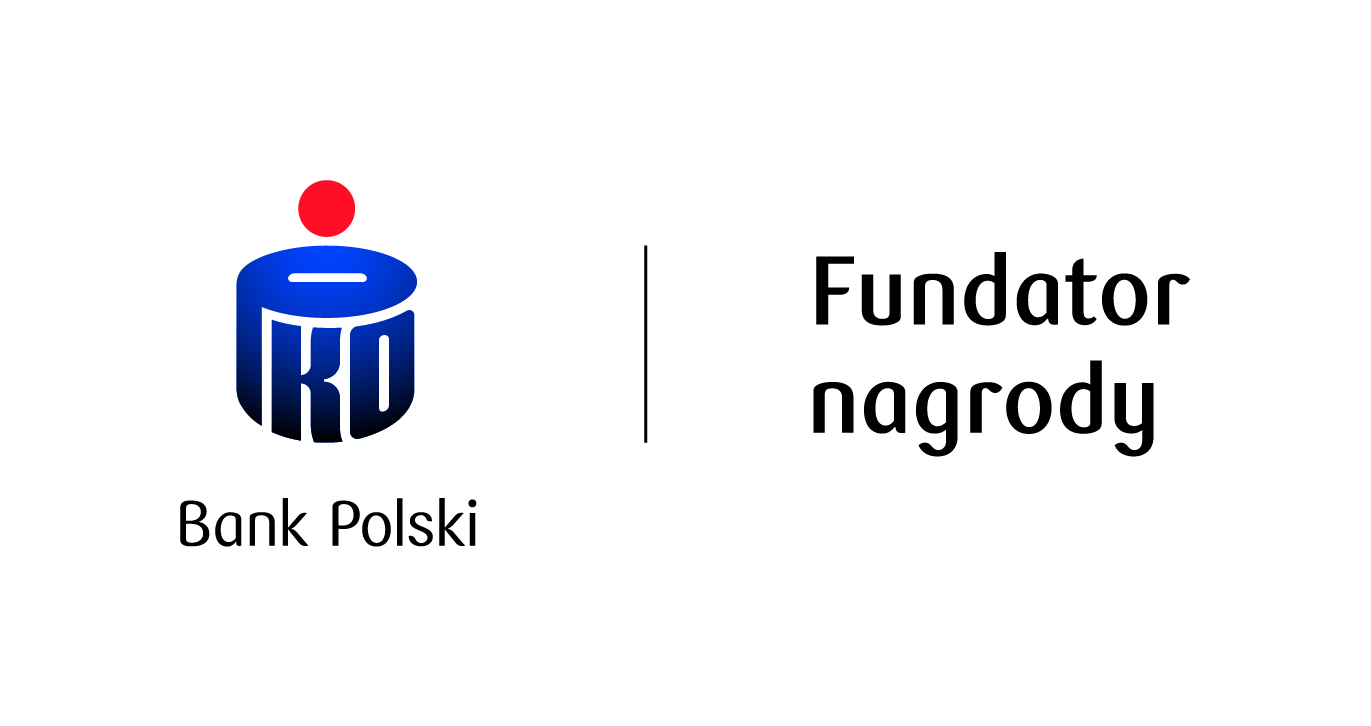 PKO
Bank Polski
Fundator
nagrody